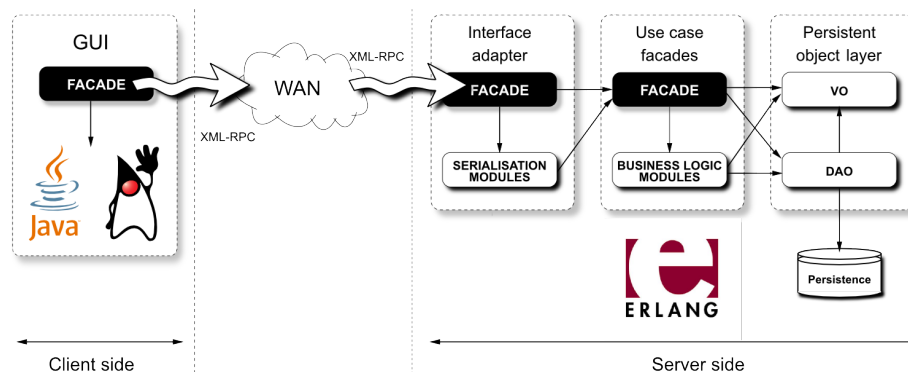 GUI
FACADE
Java
XML-RPC
WAN
XML-RPC
Interface
adapter
FACADE
SERIALISATION
MODULES
Use case
facades
FACADE
BUSINESS LOGIC
MODULES
Persistent
object layer
VO
DAO
Persistence
e
ERLANG
Client side
Server side